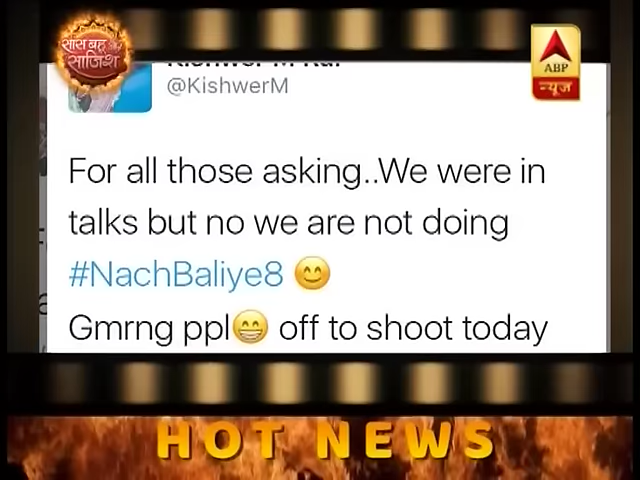 सास बहू और
साज़िश
ABP
न्यूज़
@KishwerM
For all those asking..We were in
talks but no we are not doing
#NachBaliye8 😊
Gmrng ppl😁 off to shoot today
HOT NEWS